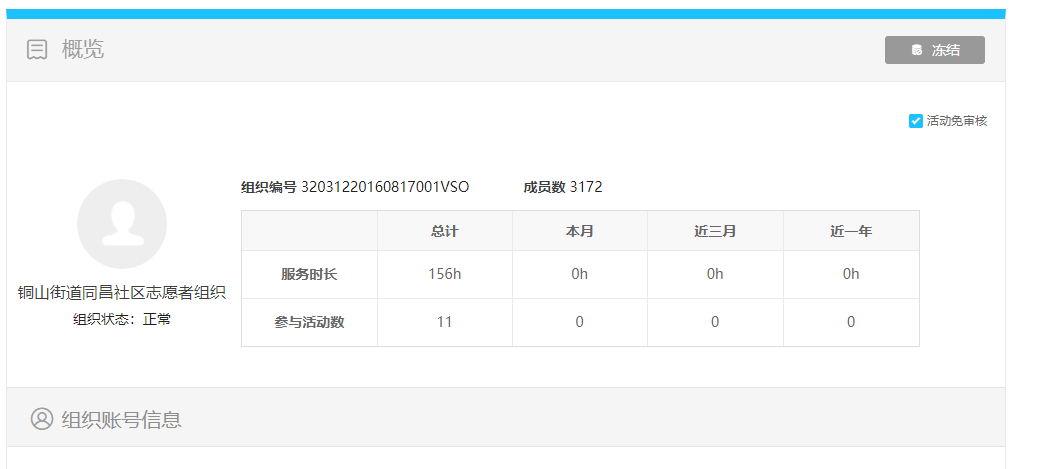 概览
冻结
活动免审核
组织编号 32031220160817001VSO 成员数 3172
总计 本月 近三月 近一年
服务时长 156h 0h 0h 0h
参与活动数 11 0 0 0
铜山街道同昌社区志愿者组织
组织状态：正常
组织账号信息